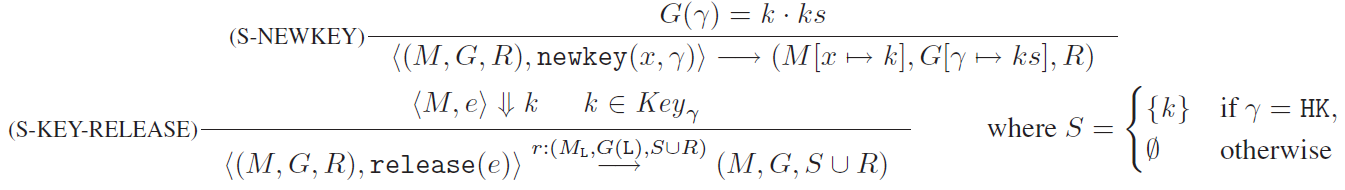 (S-NEWKEY) G(γ) = k · ks
⟨(M, G, R), newkey(x, γ)⟩ ⟶ (M[x ↦ k], G[γ ↦ ks], R)
(S-KEY-RELEASE) ⟨M, e⟩ ⇓ k k ∈ Key_γ
⟨(M, G, R), release(e)⟩ r:(M_L,G(L),S∪R) ⟶ (M, G, S ∪ R)
where S = { {k} if γ = HK,
∅ otherwise